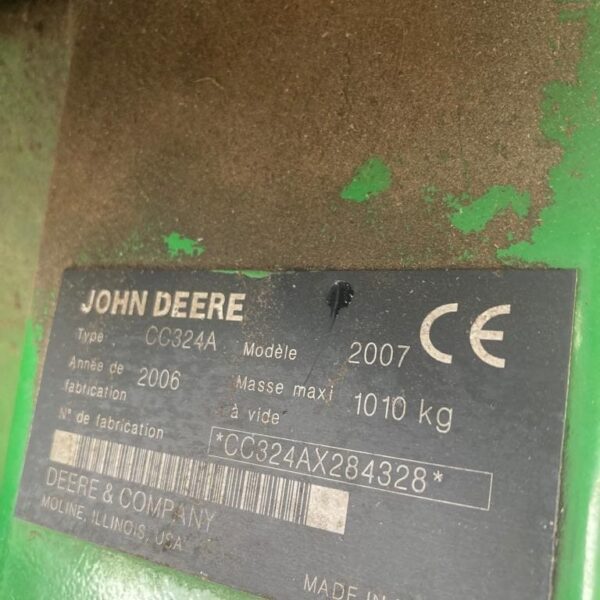 JOHN DEERE
CE
Type CC324A Modèle 2007
Année de fabrication 2006 Masse maxi à vide 1010 kg
N° de fabrication *CC324AX284328*
DEERE & COMPANY
MOLINE, ILLINOIS, USA
MADE IN